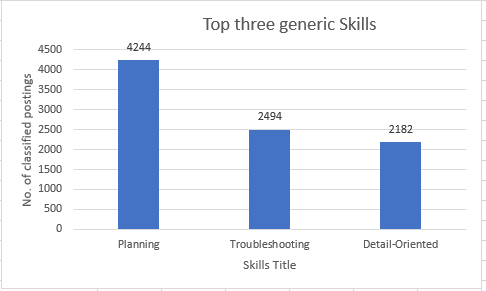 Top three generic Skills
No. of classified postings
4500
4000
3500
3000
2500
2000
1500
1000
500
0
4244
2494
2182
Planning
Troubleshooting
Detail-Oriented
Skills Title